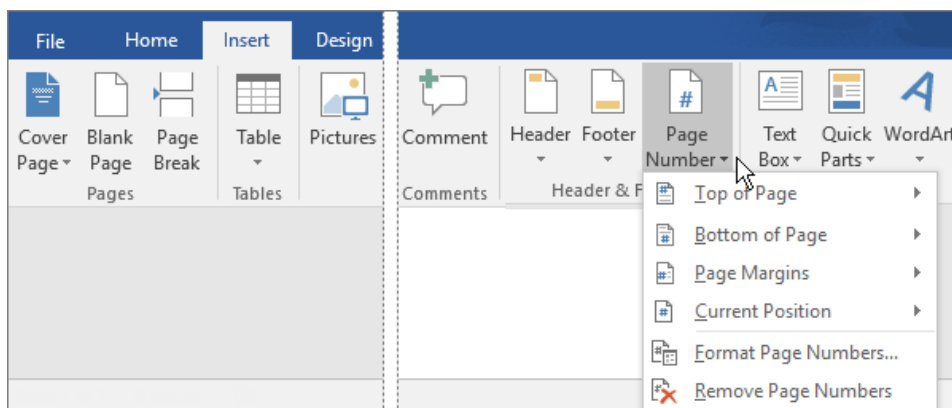 File Home Insert Design
Cover Page Blank Page Page Break Table Pictures Comment Header Footer Page Number Text Box Quick Parts WordArt
Pages Tables Comments Header & F
Top of Page
Bottom of Page
Page Margins
Current Position
Format Page Numbers...
Remove Page Numbers